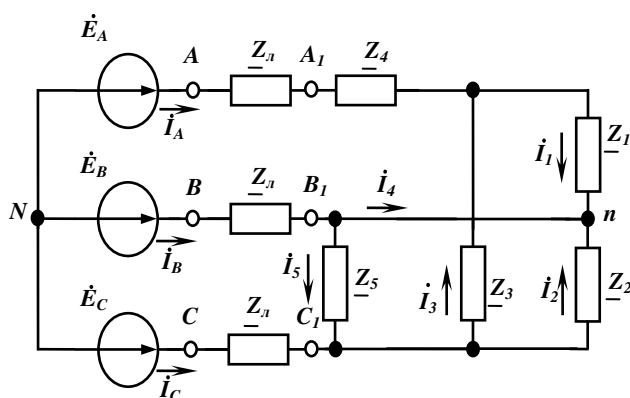 Ė_A A Z_л A_1 Z_4
İ_A Z_1
İ_1
Ė_B B Z_л B_1 İ_4
N n
İ_B İ_5 Z_5 İ_3 Z_3 İ_2 Z_2
Ė_C C Z_л C_1
İ_C